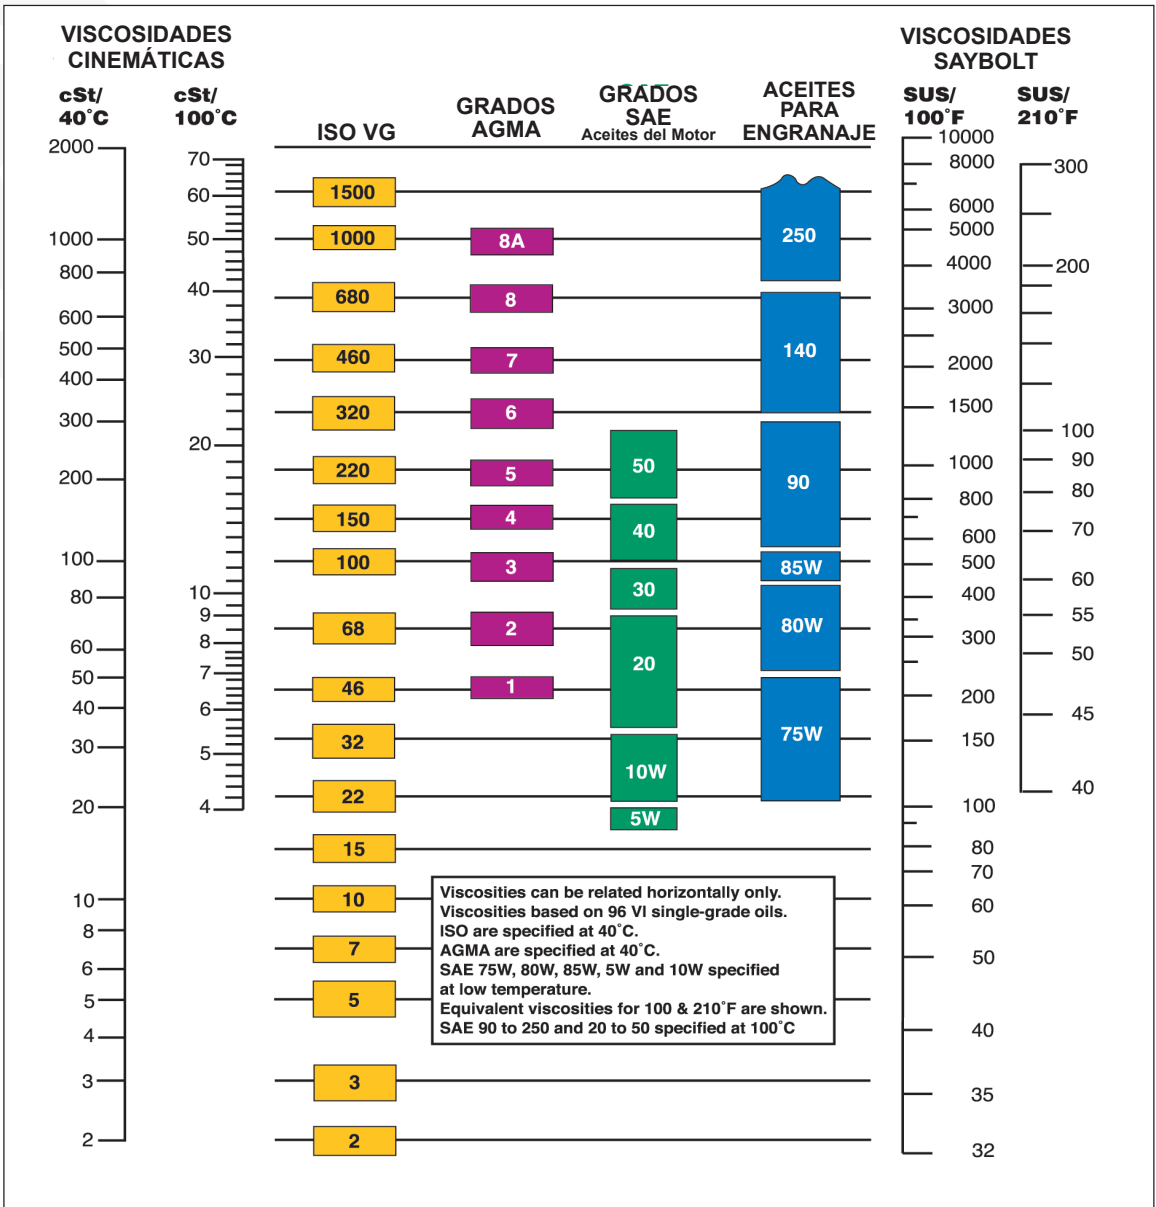 VISCOSIDADES
CINEMÁTICAS
VISCOSIDADES
SAYBOLT
cSt/
40°C
cSt/
100°C
ISO VG
GRADOS
AGMA
GRADOS
SAE
Aceites del Motor
ACEITES
PARA
ENGRANAJE
SUS/
100°F
SUS/
210°F
2000
1000
800
600
500
400
300
200
100
80
60
50
40
30
20
10
8
6
5
4
3
2
70
60
50
40
30
20
10
9
8
7
6
5
4
1500
1000
680
460
320
220
150
100
68
46
32
22
15
10
7
5
3
2
8A
8
7
6
5
4
3
2
1
50
40
30
20
10W
5W
250
140
90
85W
80W
75W
Viscosities can be related horizontally only.
Viscosities based on 96 VI single-grade oils.
ISO are specified at 40°C.
AGMA are specified at 40°C.
SAE 75W, 80W, 85W, 5W and 10W specified
at low temperature.
Equivalent viscosities for 100 & 210°F are shown.
SAE 90 to 250 and 20 to 50 specified at 100°C
10000
8000
6000
5000
4000
3000
2000
1500
1000
800
600
500
400
300
200
150
100
80
70
60
50
40
35
32
300
200
100
90
80
70
60
55
50
45
40